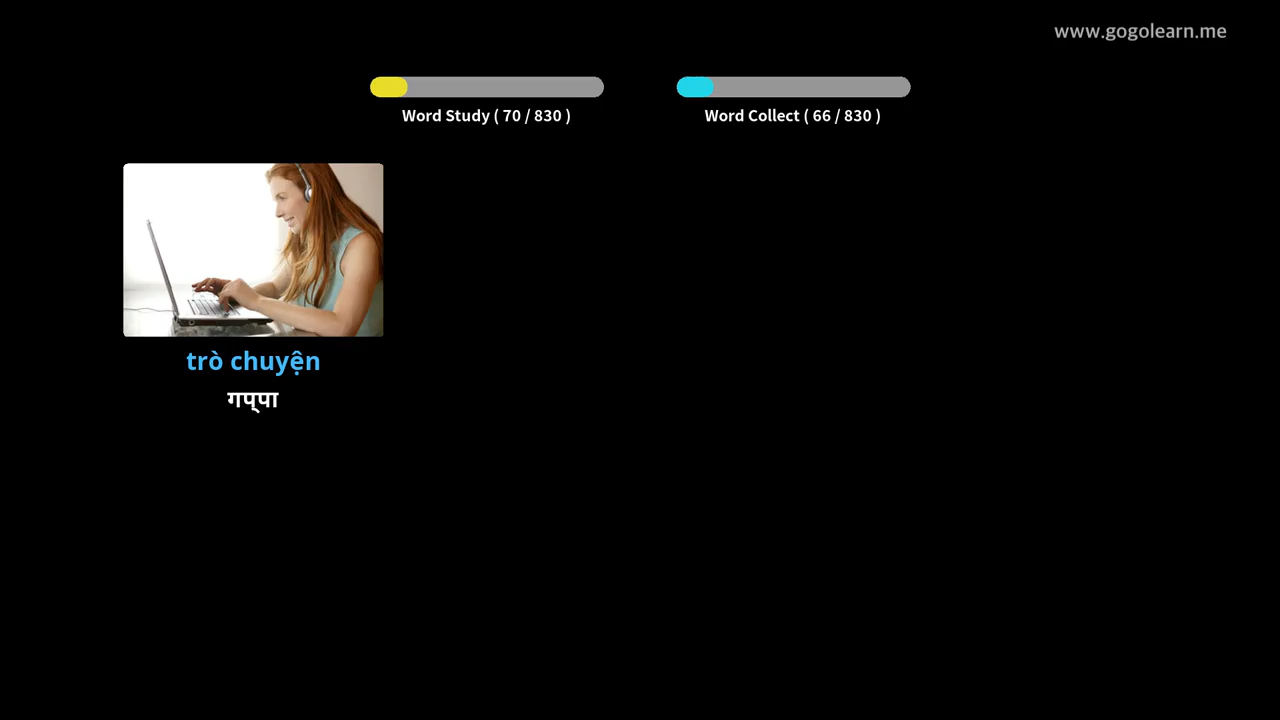 www.gogolearn.me
Word Study ( 70 / 830 )
Word Collect ( 66 / 830 )
trò chuyện
गप्पा